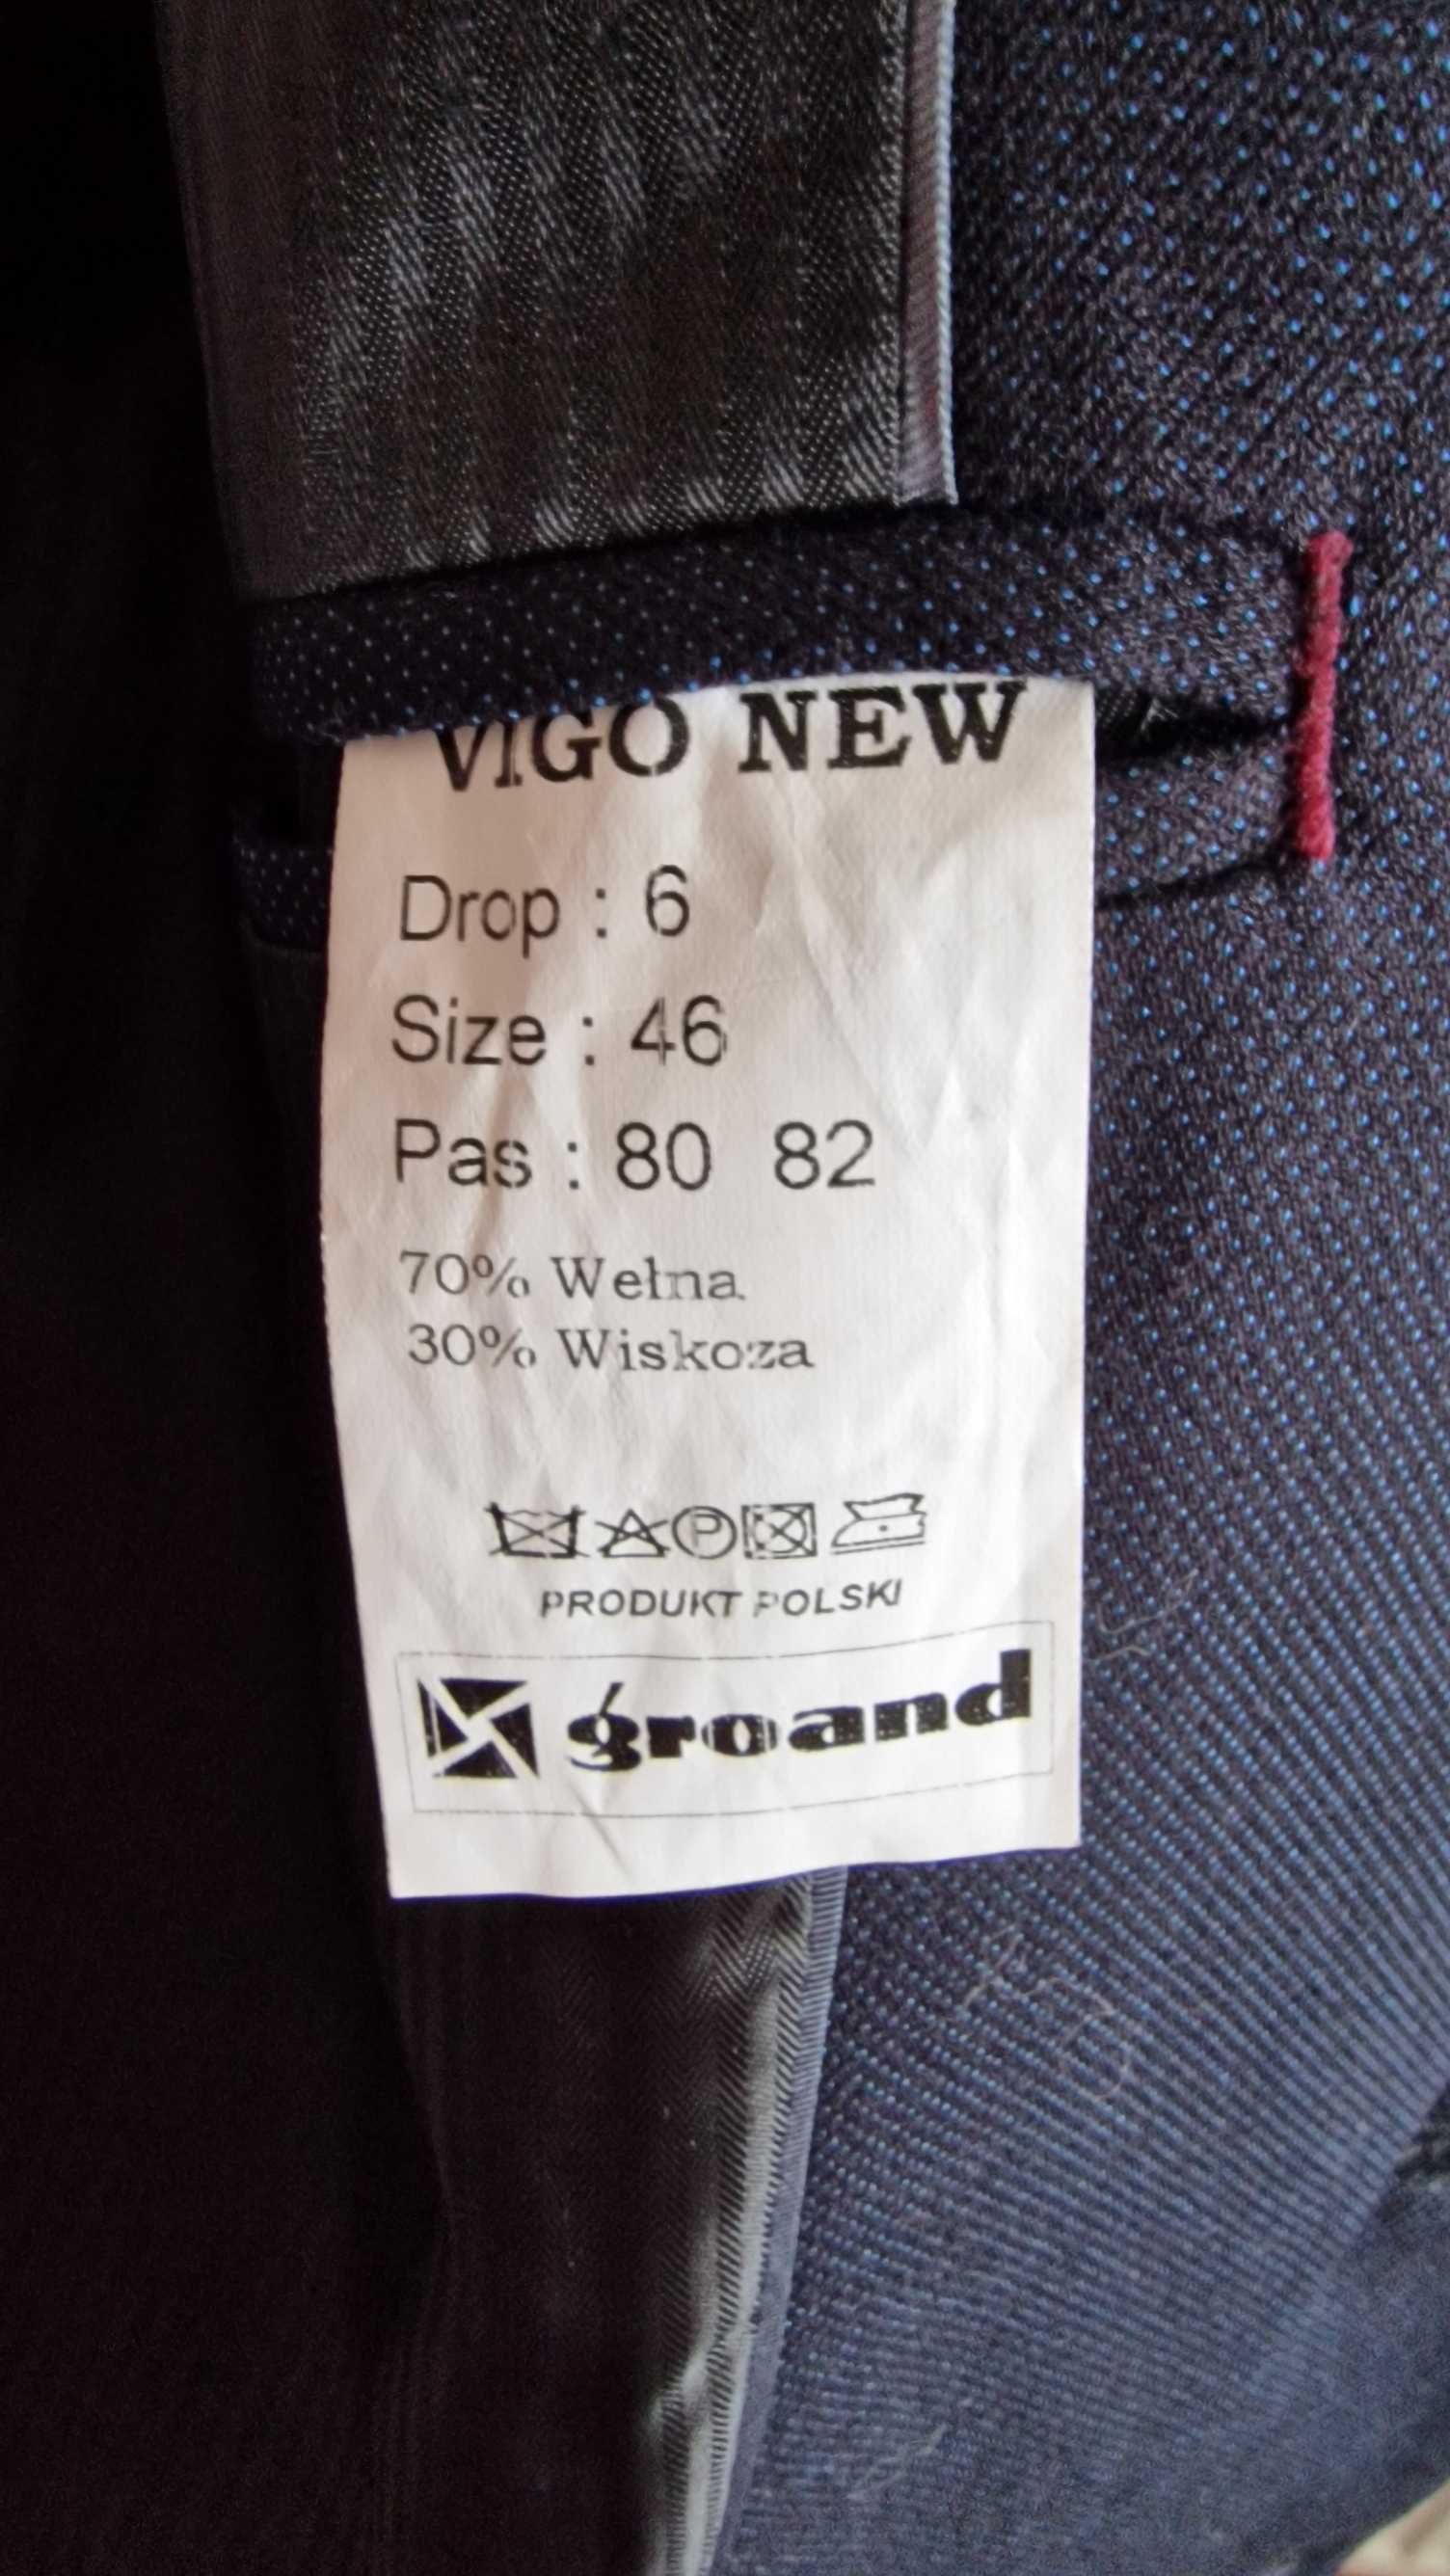 VIGO NEW
Drop : 6
Size : 46
Pas : 80 82
70% Wełna
30% Wiskoza
P
PRODUKT POLSKI
groand